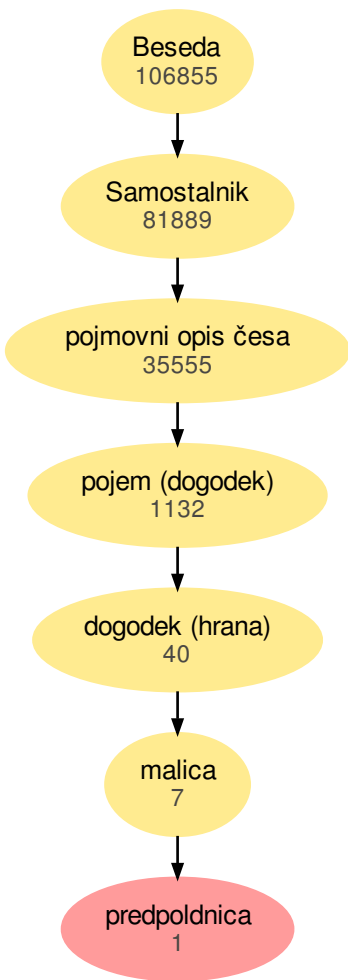 Beseda
106855
Samostalnik
81889
pojmovni opis česa
35555
pojem (dogodek)
1132
dogodek (hrana)
40
malica
7
predpoldnica
1